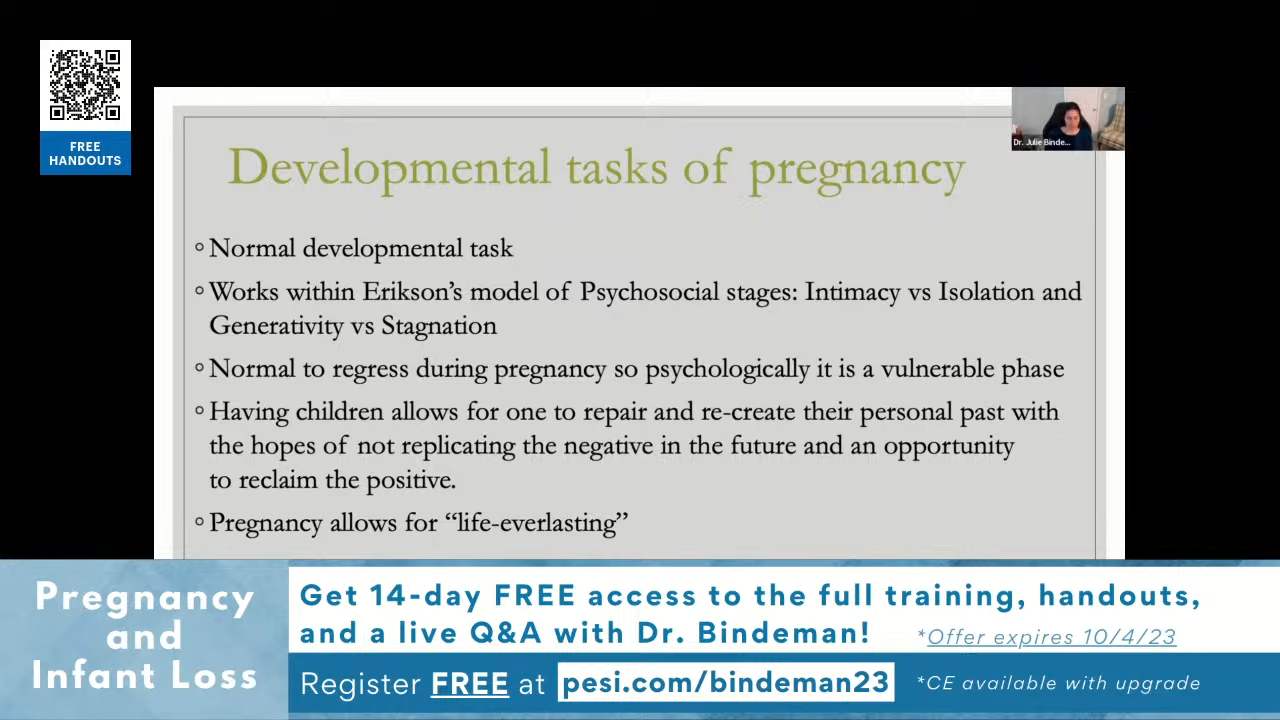 FREE
HANDOUTS
Dr. Julie Binde...
Developmental tasks of pregnancy
Normal developmental task
Works within Erikson's model of Psychosocial stages: Intimacy vs Isolation and
Generativity vs Stagnation
Normal to regress during pregnancy so psychologically it is a vulnerable phase
Having children allows for one to repair and re-create their personal past with
the hopes of not replicating the negative in the future and an opportunity
to reclaim the positive.
Pregnancy allows for “life-everlasting”
Pregnancy
and
Infant Loss
Get 14-day FREE access to the full training, handouts,
and a live Q&A with Dr. Bindeman! *Offer expires 10/4/23
Register FREE at pesi.com/bindeman23 *CE available with upgrade